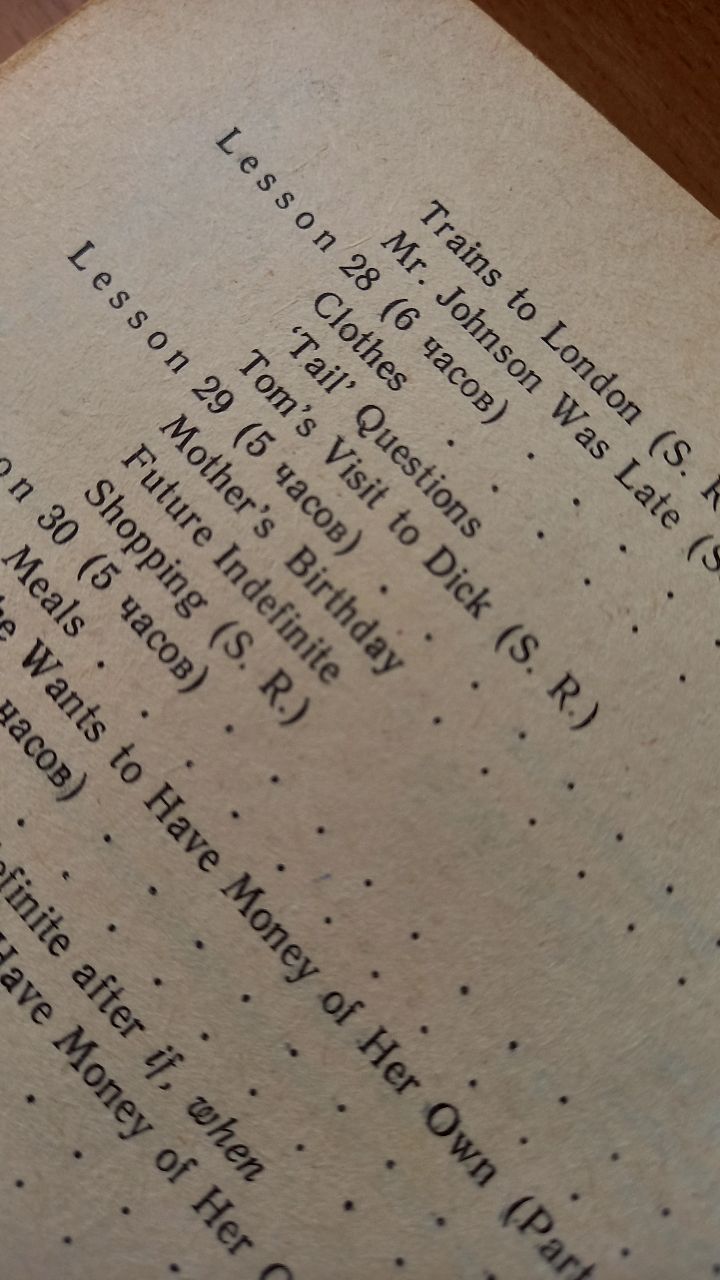 Trains to London (S.
Mr. Johnson Was Late
Lesson 28 (6 часов)
Clothes . . . . . .
'Tail' Questions . . . . .
Tom's Visit to Dick (S. R.)
Lesson 29 (5 часов) . . . . . . .
Mother's Birthday . . . . . .
Future Indefinite . . . . . .
Shopping (S. R.) . . . . . .
30 (5 часов) . . . . . . .
Meals . . . . . . . . .
Wants to Have Money of Her Own (Part
часов) . . . . . . . . .
after if, when . . . .
Have Money of Her